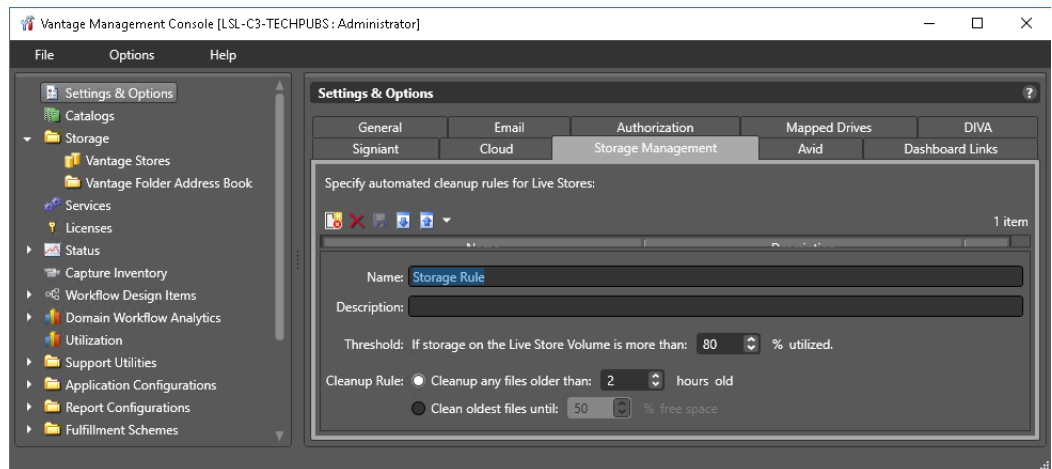 Vantage Management Console [LSL-C3-TECHPUBS : Administrator]
File Options Help
Settings & Options
Catalogs
Storage
Vantage Stores
Vantage Folder Address Book
Services
Licenses
Status
Capture Inventory
Workflow Design Items
Domain Workflow Analytics
Utilization
Support Utilities
Application Configurations
Report Configurations
Fulfillment Schemes
Settings & Options ?
General Email Authorization Mapped Drives DIVA
Signiant Cloud Storage Management Avid Dashboard Links
Specify automated cleanup rules for Live Stores:
1 item
Name: Storage Rule
Description:
Threshold: If storage on the Live Store Volume is more than: 80 % utilized.
Cleanup Rule: Cleanup any files older than: 2 hours old
Clean oldest files until: 50 % free space